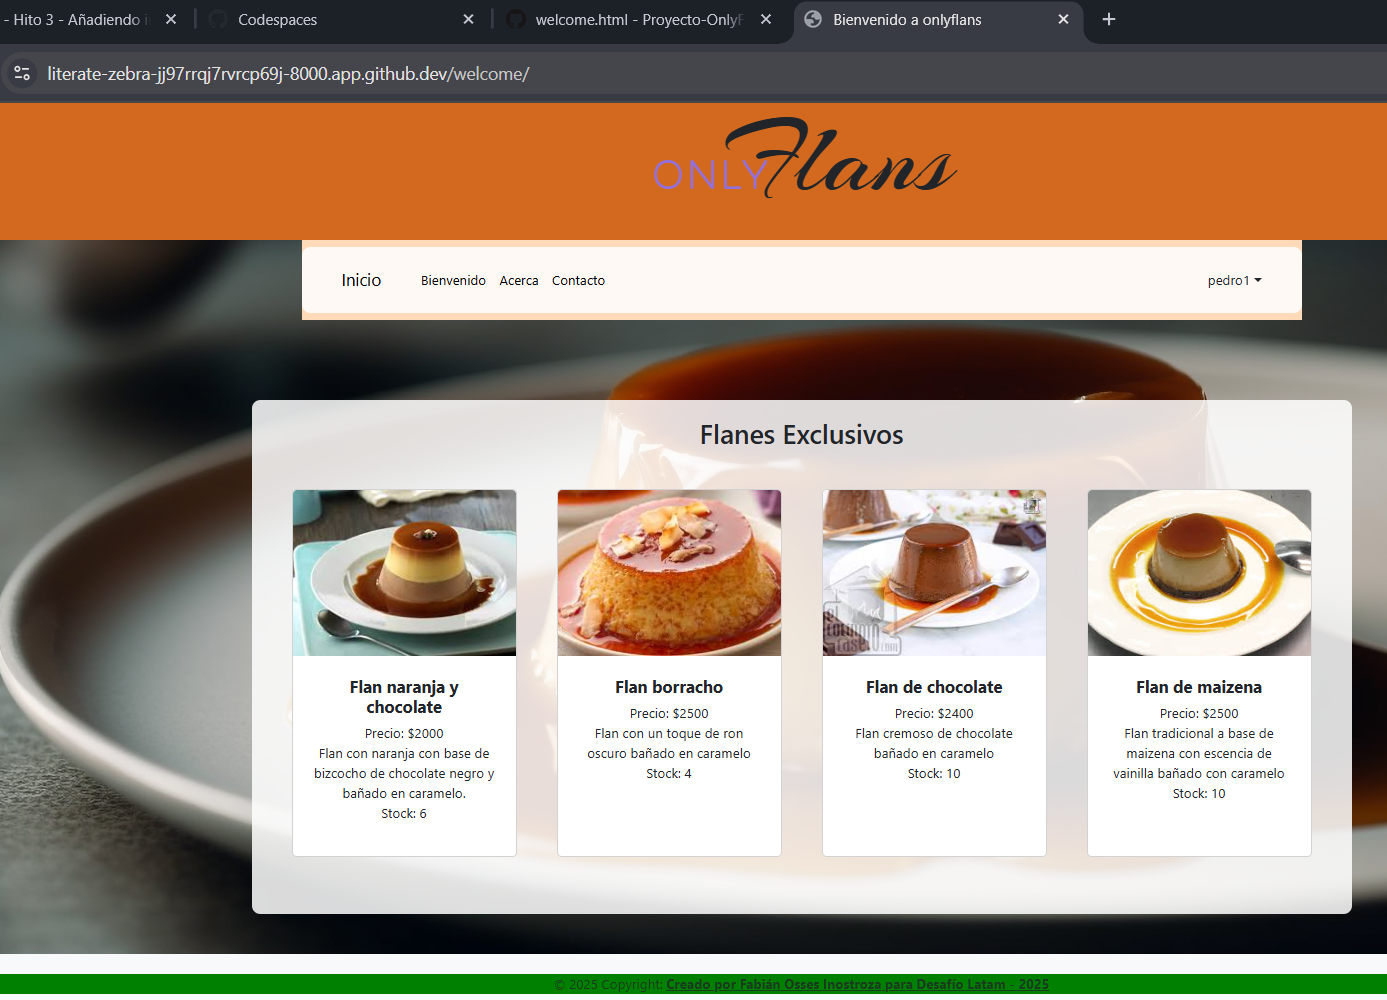 - Hito 3 - Añadiendo i
Codespaces
welcome.html - Proyecto-OnlyF
Bienvenido a onlyflans
literate-zebra-jj97rrqj7rvrcp69j-8000.app.github.dev/welcome/
ONLY Flans
Inicio
Bienvenido
Acerca
Contacto
pedro1
Flanes Exclusivos
Flan naranja y
chocolate
Precio: $2000
Flan con naranja con base de
bizcocho de chocolate negro y
bañado en caramelo.
Stock: 6
Flan borracho
Precio: $2500
Flan con un toque de ron
oscuro bañado en caramelo
Stock: 4
Flan de chocolate
Precio: $2400
Flan cremoso de chocolate
bañado en caramelo
Stock: 10
Flan de maizena
Precio: $2500
Flan tradicional a base de
maizena con escencia de
vainilla bañado con caramelo
Stock: 10
© 2025 Copyright: Creado por Fabián Osses Inostroza para Desafío Latam - 2025